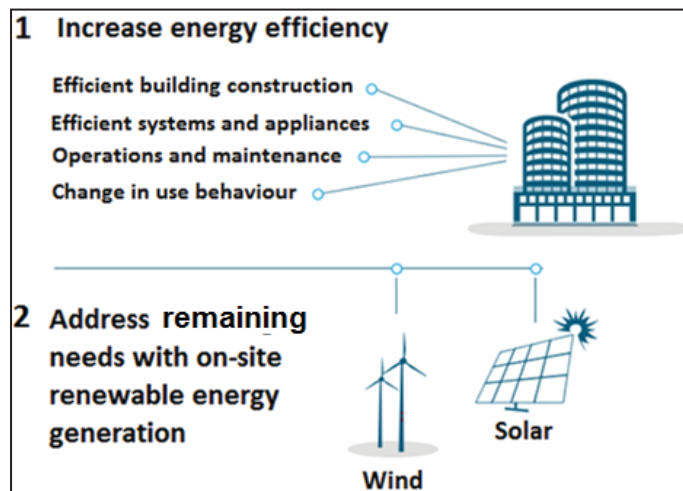 1 Increase energy efficiency
Efficient building construction
Efficient systems and appliances
Operations and maintenance
Change in use behaviour
2 Address remaining
needs with on-site
renewable energy
generation
Solar
Wind